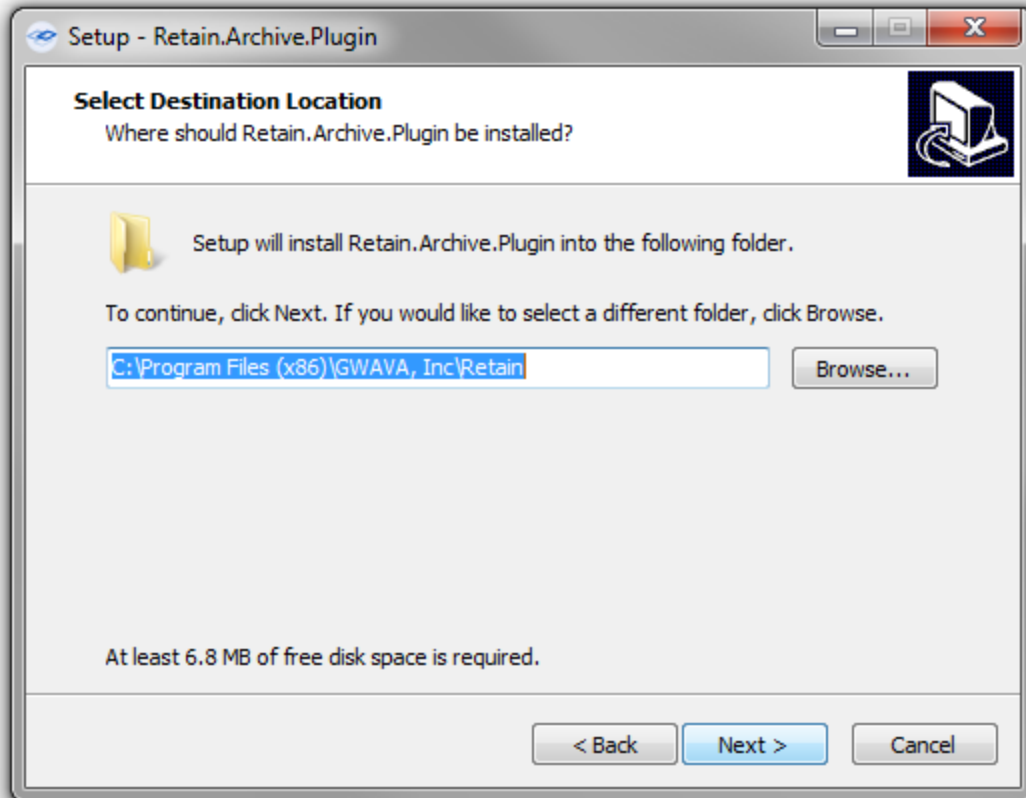 Setup - Retain.Archive.Plugin
Select Destination Location
Where should Retain.Archive.Plugin be installed?
Setup will install Retain.Archive.Plugin into the following folder.
To continue, click Next. If you would like to select a different folder, click Browse.
C:\Program Files (x86)\GWAVA, Inc\Retain
Browse...
At least 6.8 MB of free disk space is required.
< Back
Next >
Cancel